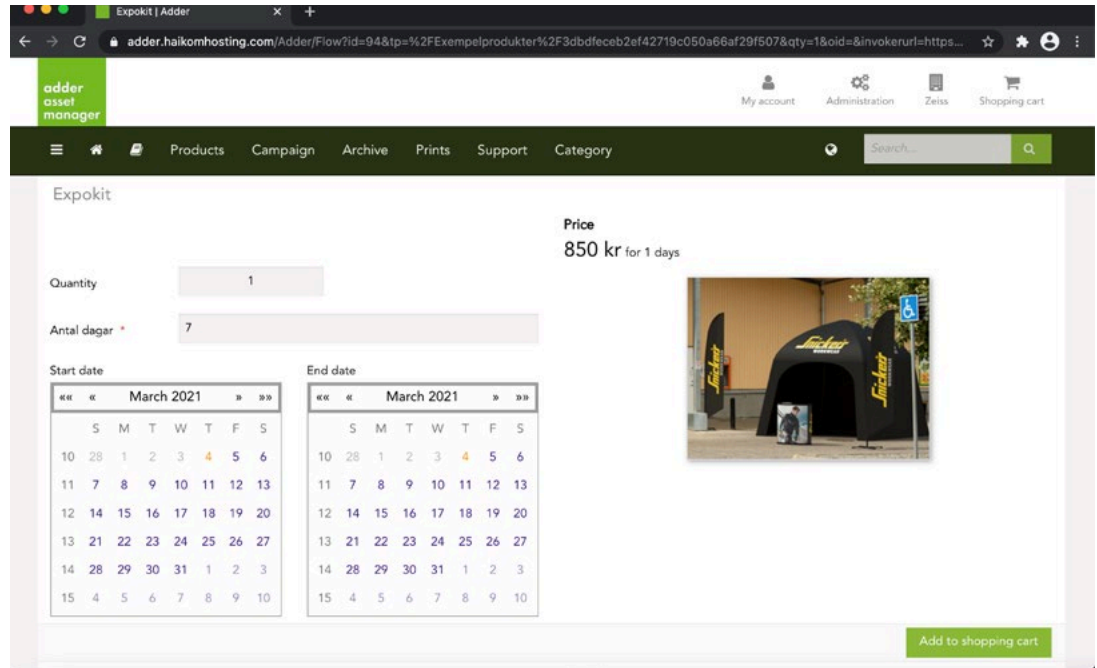 Expokit | Adder × +
adder.haikomhosting.com/Adder/Flow?id=94&tp=%2FExempelprodukter%2F3dbdfeceb2ef42719c050a66af29f507&qty=1&oid=&invokerurl=https...
adder
asset
manager
My account Administration Zeiss Shopping cart
Products Campaign Archive Prints Support Category Search...
Expokit
Price
850 kr for 1 days
Quantity 1
Antal dagar * 7
Start date End date
«« « March 2021 » »» «« « March 2021 » »»
S M T W T F S S M T W T F S
10 28 1 2 3 4 5 6 10 28 1 2 3 4 5 6
11 7 8 9 10 11 12 13 11 7 8 9 10 11 12 13
12 14 15 16 17 18 19 20 12 14 15 16 17 18 19 20
13 21 22 23 24 25 26 27 13 21 22 23 24 25 26 27
14 28 29 30 31 1 2 3 14 28 29 30 31 1 2 3
15 4 5 6 7 8 9 10 15 4 5 6 7 8 9 10
Snickers
WORKWEAR
Snickers
Snickers
Add to shopping cart